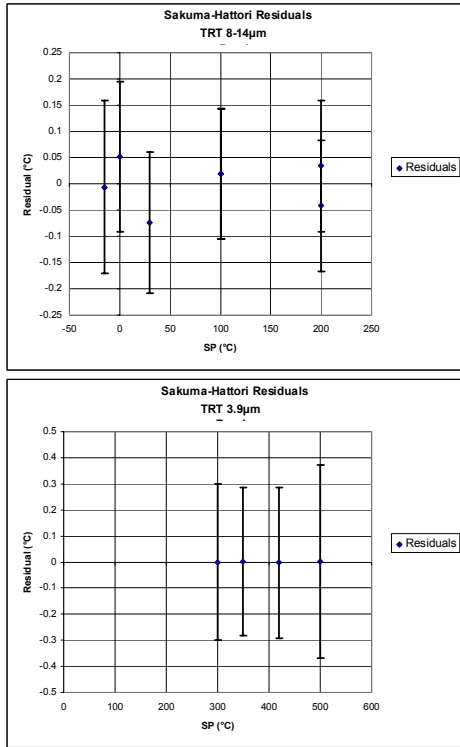 Sakuma-Hattori Residuals
TRT 8-14µm
0.25
0.2
0.15
0.1
0.05
0
-0.05
-0.1
-0.15
-0.2
-0.25
-50 0 50 100 150 200 250
Residual (°C)
SP (°C)
Residuals
Sakuma-Hattori Residuals
TRT 3.9µm
0.5
0.4
0.3
0.2
0.1
0
-0.1
-0.2
-0.3
-0.4
-0.5
0 100 200 300 400 500 600
Residual (°C)
SP (°C)
Residuals